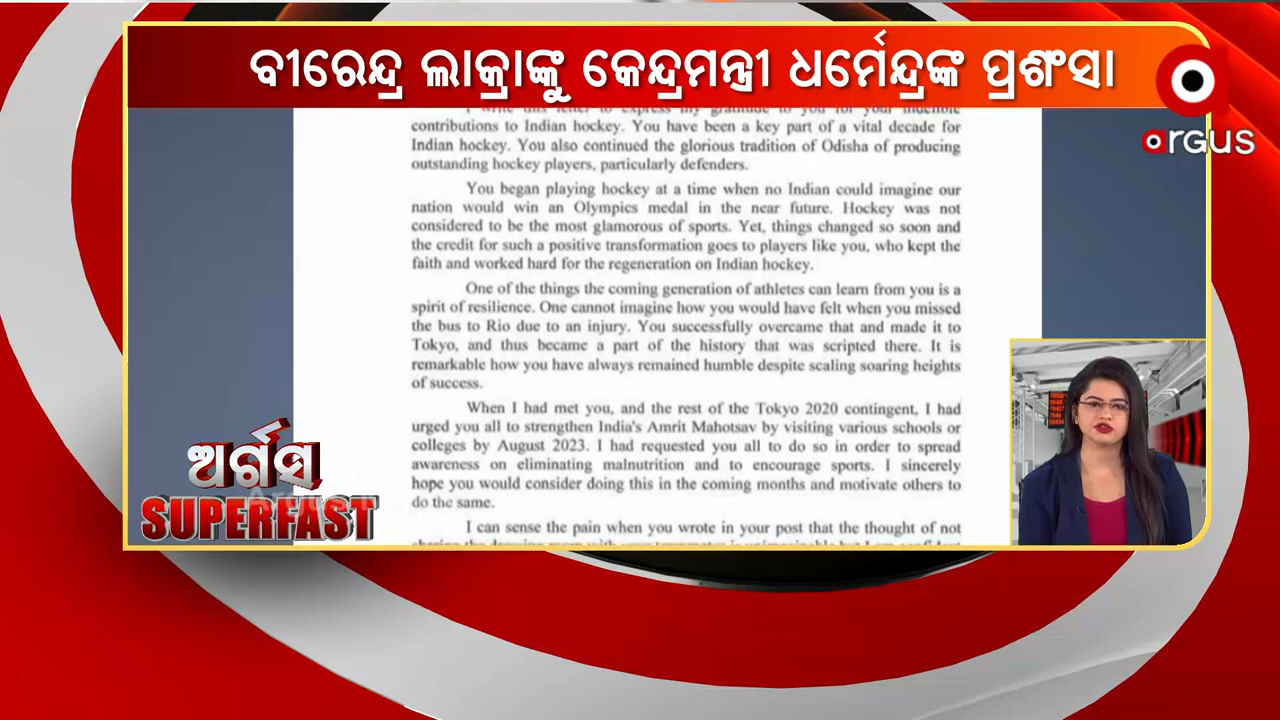 ବୀରେନ୍ଦ୍ର ଲାକ୍ରାଙ୍କୁ କେନ୍ଦ୍ରମନ୍ତ୍ରୀ ଧର୍ମେନ୍ଦ୍ରଙ୍କ ପ୍ରଶଂସା
argus
I write this letter to express my gratitude to you for your
contributions to Indian hockey. You have been a key part of a vital decade for
Indian hockey. You also continued the glorious tradition of Odisha of producing
outstanding hockey players, particularly defenders.
You began playing hockey at a time when no Indian could imagine our
nation would win an Olympics medal in the near future. Hockey was not
considered to be the most glamorous of sports. Yet, things changed so soon and
the credit for such a positive transformation goes to players like you, who kept the
faith and worked hard for the regeneration on Indian hockey.
One of the things the coming generation of athletes can learn from you is a
spirit of resilience. One cannot imagine how you would have felt when you missed
the bus to Rio due to an injury. You successfully overcame that and made it to
Tokyo, and thus became a part of the history that was scripted there. It is
remarkable how you have always remained humble despite scaling soaring heights
of success.
When I had met you, and the rest of the Tokyo 2020 contingent, I had
urged you all to strengthen India's Amrit Mahotsav by visiting various schools or
colleges by August 2023. I had requested you all to do so in order to spread
awareness on eliminating malnutrition and to encourage sports. I sincerely
hope you would consider doing this in the coming months and motivate others to
do the same.
I can sense the pain when you wrote in your post that the thought of not
ଅର୍ଗସ
SUPERFAST